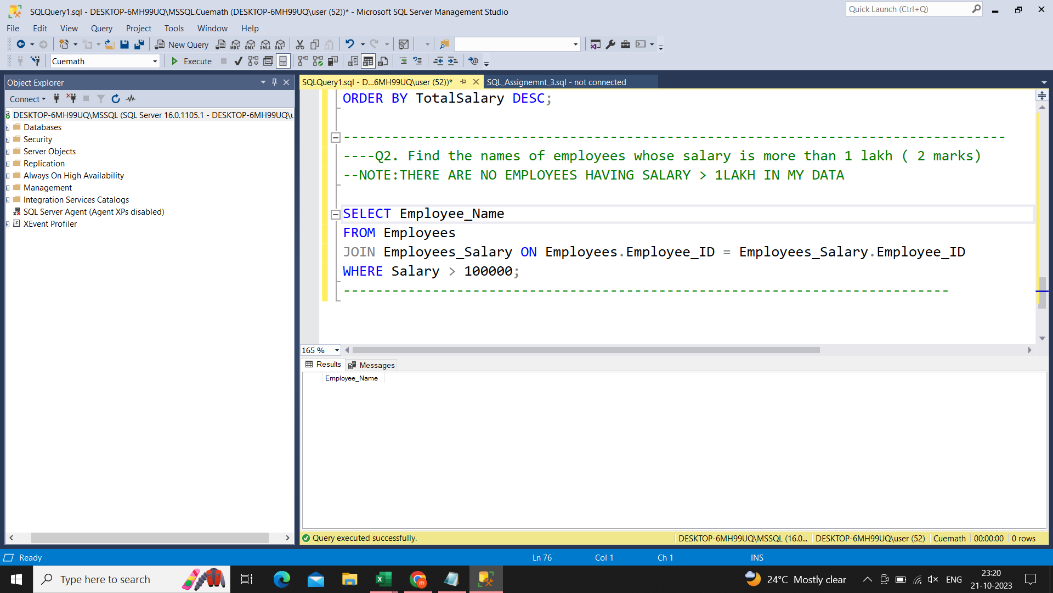 SQLQuery1.sql - DESKTOP-6MH99UQ\MSSQL.Cuemath (DESKTOP-6MH99UQ\user (52))* - Microsoft SQL Server Management Studio
Quick Launch (Ctrl+Q)
File Edit View Query Project Tools Window Help
New Query
Cuemath
Execute
Object Explorer
SQLQuery1.sql - D...6MH99UQ\user (52))*
SQL_Assignemnt_3.sql - not connected
Connect
DESKTOP-6MH99UQ\MSSQL (SQL Server 16.0.1105.1 - DESKTOP-6MH99UQ\u
Databases
Security
Server Objects
Replication
Always On High Availability
Management
Integration Services Catalogs
SQL Server Agent (Agent XPs disabled)
XEvent Profiler
ORDER BY TotalSalary DESC;
----Q2. Find the names of employees whose salary is more than 1 lakh ( 2 marks)
--NOTE:THERE ARE NO EMPLOYEES HAVING SALARY > 1LAKH IN MY DATA
SELECT Employee_Name
FROM Employees
JOIN Employees_Salary ON Employees.Employee_ID = Employees_Salary.Employee_ID
WHERE Salary > 100000;
165 %
Results Messages
Employee_Name
Query executed successfully.
DESKTOP-6MH99UQ\MSSQL (16.0... DESKTOP-6MH99UQ\user (52) Cuemath 00:00:00 0 rows
Ready Ln 76 Col 1 Ch 1 INS
Type here to search
24°C Mostly clear
ENG
23:20
21-10-2023